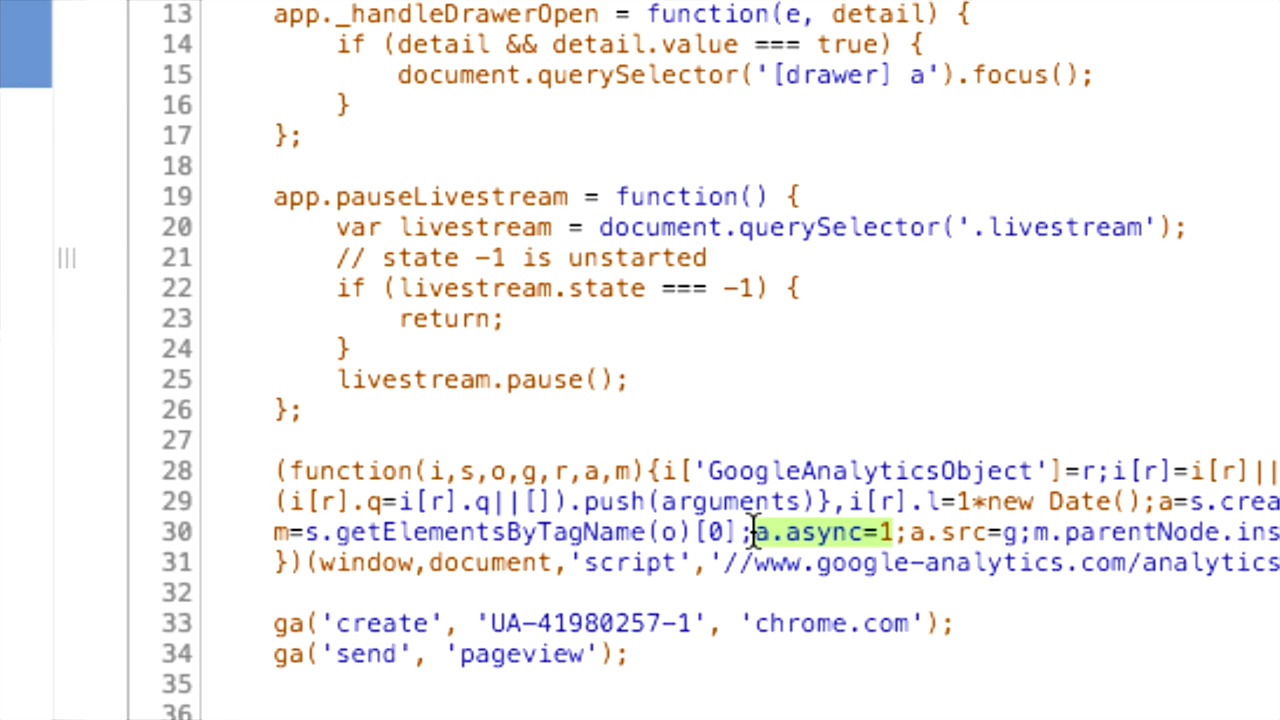 13 app._handleDrawerOpen = function(e, detail) {
14 if (detail && detail.value === true) {
15 document.querySelector('[drawer] a').focus();
16 }
17 };
18
19 app.pauseLivestream = function() {
20 var livestream = document.querySelector('.livestream');
21 // state -1 is unstarted
22 if (livestream.state === -1) {
23 return;
24 }
25 livestream.pause();
26 };
27
28 (function(i,s,o,g,r,a,m){i['GoogleAnalyticsObject']=r;i[r]=i[r]||
29 (i[r].q=i[r].q||[]).push(arguments)},i[r].l=1*new Date();a=s.crea
30 m=s.getElementsByTagName(o)[0];a.async=1;a.src=g;m.parentNode.ins
31 })(window,document,'script','//www.google-analytics.com/analytics
32
33 ga('create', 'UA-41980257-1', 'chrome.com');
34 ga('send', 'pageview');
35
36